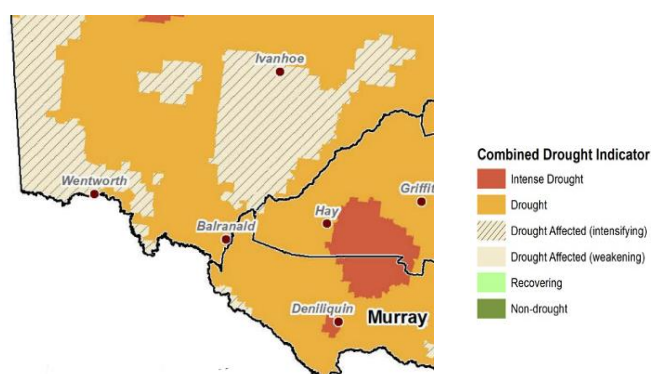 Ivanhoe
Wentworth
Balranald
Hay
Griffit
Deniliquin
Murray
Combined Drought Indicator
Intense Drought
Drought
Drought Affected (intensifying)
Drought Affected (weakening)
Recovering
Non-drought